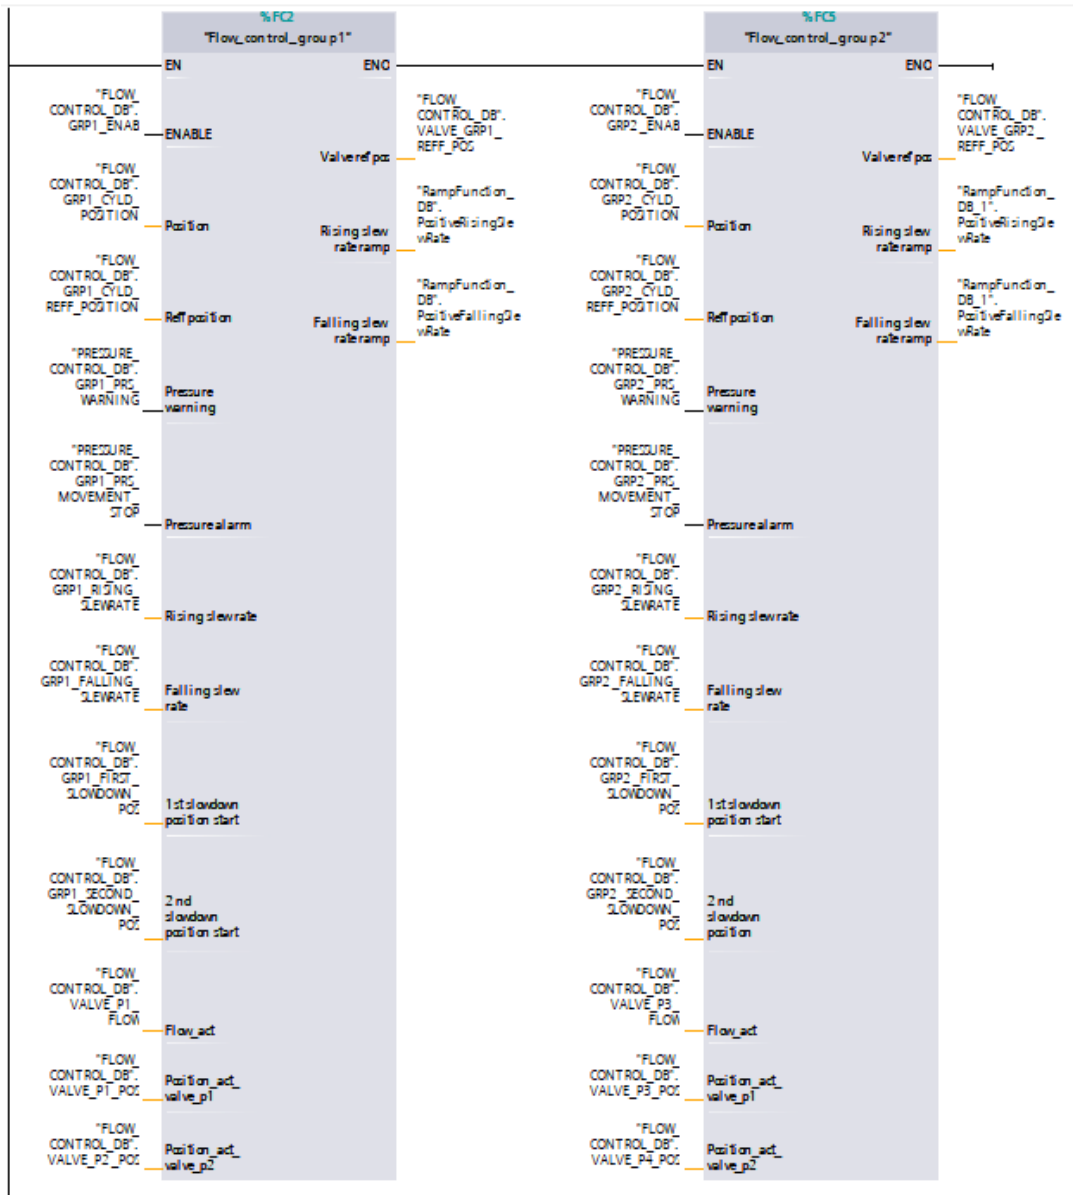 %FC2
"Flow_control_group1"
EN
ENO
"FLOW_
CONTROL_DB".
GRP1_ENAB
ENABLE
"FLOW_
CONTROL_DB".
VALVE_GRP1_
REFF_POS
Valve ref pos
"FLOW_
CONTROL_DB".
GRP1_CYLD_
POSITION
Position
"RampFunction_
DB".
PositiveRisingSle
wRate
Rising slew
rate ramp
"FLOW_
CONTROL_DB".
GRP1_CYLD_
REFF_POSITION
Reff position
"RampFunction_
DB".
PositiveFallingSle
wRate
Falling slew
rate ramp
"PRESSURE_
CONTROL_DB".
GRP1_PRS_
WARNING
Pressure
warning
"PRESSURE_
CONTROL_DB".
GRP1_PRS_
MOVEMENT_
STOP
Pressure alarm
"FLOW_
CONTROL_DB".
GRP1_RISING_
SLEWRATE
Rising slewrate
"FLOW_
CONTROL_DB".
GRP1_FALLING_
SLEWRATE
Falling slew
rate
"FLOW_
CONTROL_DB".
GRP1_FIRST_
SLOWDOWN_
POS
1st slowdown
position start
"FLOW_
CONTROL_DB".
GRP1_SECOND_
SLOWDOWN_
POS
2nd
slowdown
position start
"FLOW_
CONTROL_DB".
VALVE_P1_
FLOW
Flow_act
"FLOW_
CONTROL_DB".
VALVE_P1_POS
Position_act_
valve_p1
"FLOW_
CONTROL_DB".
VALVE_P2_POS
Position_act_
valve_p2
%FC5
"Flow_control_group2"
EN
ENO
"FLOW_
CONTROL_DB".
GRP2_ENAB
ENABLE
"FLOW_
CONTROL_DB".
VALVE_GRP2_
REFF_POS
Valve ref pos
"FLOW_
CONTROL_DB".
GRP2_CYLD_
POSITION
Position
"RampFunction_
DB_1".
PositiveRisingSle
wRate
Rising slew
rate ramp
"FLOW_
CONTROL_DB".
GRP2_CYLD_
REFF_POSITION
Reff position
"RampFunction_
DB_1".
PositiveFallingSle
wRate
Falling slew
rate ramp
"PRESSURE_
CONTROL_DB".
GRP2_PRS_
WARNING
Pressure
warning
"PRESSURE_
CONTROL_DB".
GRP2_PRS_
MOVEMENT_
STOP
Pressure alarm
"FLOW_
CONTROL_DB".
GRP2_RISING_
SLEWRATE
Rising slewrate
"FLOW_
CONTROL_DB".
GRP2_FALLING_
SLEWRATE
Falling slew
rate
"FLOW_
CONTROL_DB".
GRP2_FIRST_
SLOWDOWN_
POS
1st slowdown
position start
"FLOW_
CONTROL_DB".
GRP2_SECOND_
SLOWDOWN_
POS
2nd
slowdown
position
"FLOW_
CONTROL_DB".
VALVE_P3_
FLOW
Flow_act
"FLOW_
CONTROL_DB".
VALVE_P3_POS
Position_act_
valve_p1
"FLOW_
CONTROL_DB".
VALVE_P4_POS
Position_act_
valve_p2